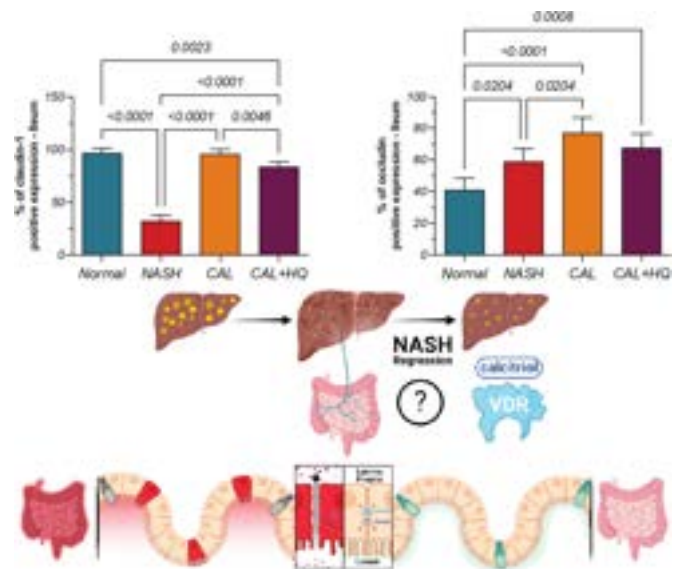 0.0023
<0.0001
<0.0001
<0.0001
0.0046
% of claudin-1
positive expression - Ileum
150
100
50
0
Normal
NASH
CAL
CAL+HQ
0.0008
<0.0001
0.0204
0.0204
% of occludin
positive expression - Ileum
100
80
60
40
20
0
Normal
NASH
CAL
CAL+HQ
NASH
Regression
?
calcitriol
VDR